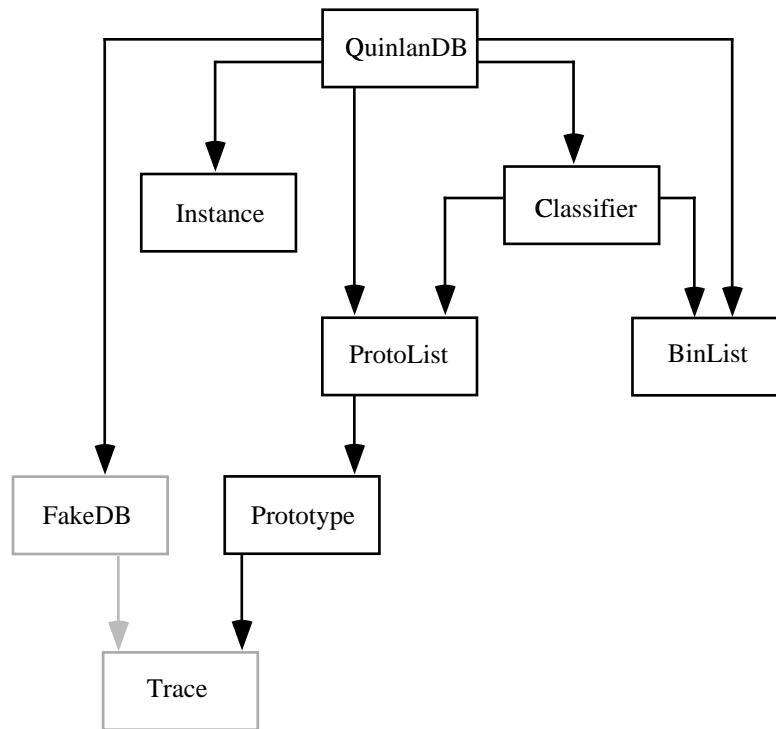 QuinlanDB
Instance
Classifier
ProtoList
BinList
FakeDB
Prototype
Trace